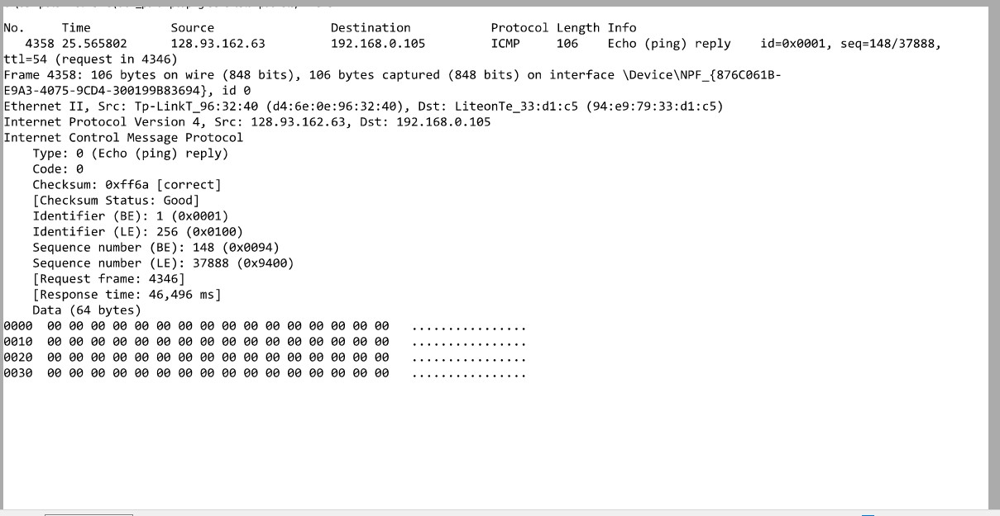 No.     Time           Source                Destination           Protocol Length Info
   4358 25.565802      128.93.162.63         192.168.0.105         ICMP     106    Echo (ping) reply    id=0x0001, seq=148/37888,
ttl=54 (request in 4346)
Frame 4358: 106 bytes on wire (848 bits), 106 bytes captured (848 bits) on interface \Device\NPF_{876C061B-
E9A3-4075-9CD4-300199B83694}, id 0
Ethernet II, Src: Tp-LinkT_96:32:40 (d4:6e:0e:96:32:40), Dst: LiteonTe_33:d1:c5 (94:e9:79:33:d1:c5)
Internet Protocol Version 4, Src: 128.93.162.63, Dst: 192.168.0.105
Internet Control Message Protocol
    Type: 0 (Echo (ping) reply)
    Code: 0
    Checksum: 0xff6a [correct]
    [Checksum Status: Good]
    Identifier (BE): 1 (0x0001)
    Identifier (LE): 256 (0x0100)
    Sequence number (BE): 148 (0x0094)
    Sequence number (LE): 37888 (0x9400)
    [Request frame: 4346]
    [Response time: 46,496 ms]
    Data (64 bytes)
0000  00 00 00 00 00 00 00 00 00 00 00 00 00 00 00 00   ................
0010  00 00 00 00 00 00 00 00 00 00 00 00 00 00 00 00   ................
0020  00 00 00 00 00 00 00 00 00 00 00 00 00 00 00 00   ................
0030  00 00 00 00 00 00 00 00 00 00 00 00 00 00 00 00   ................